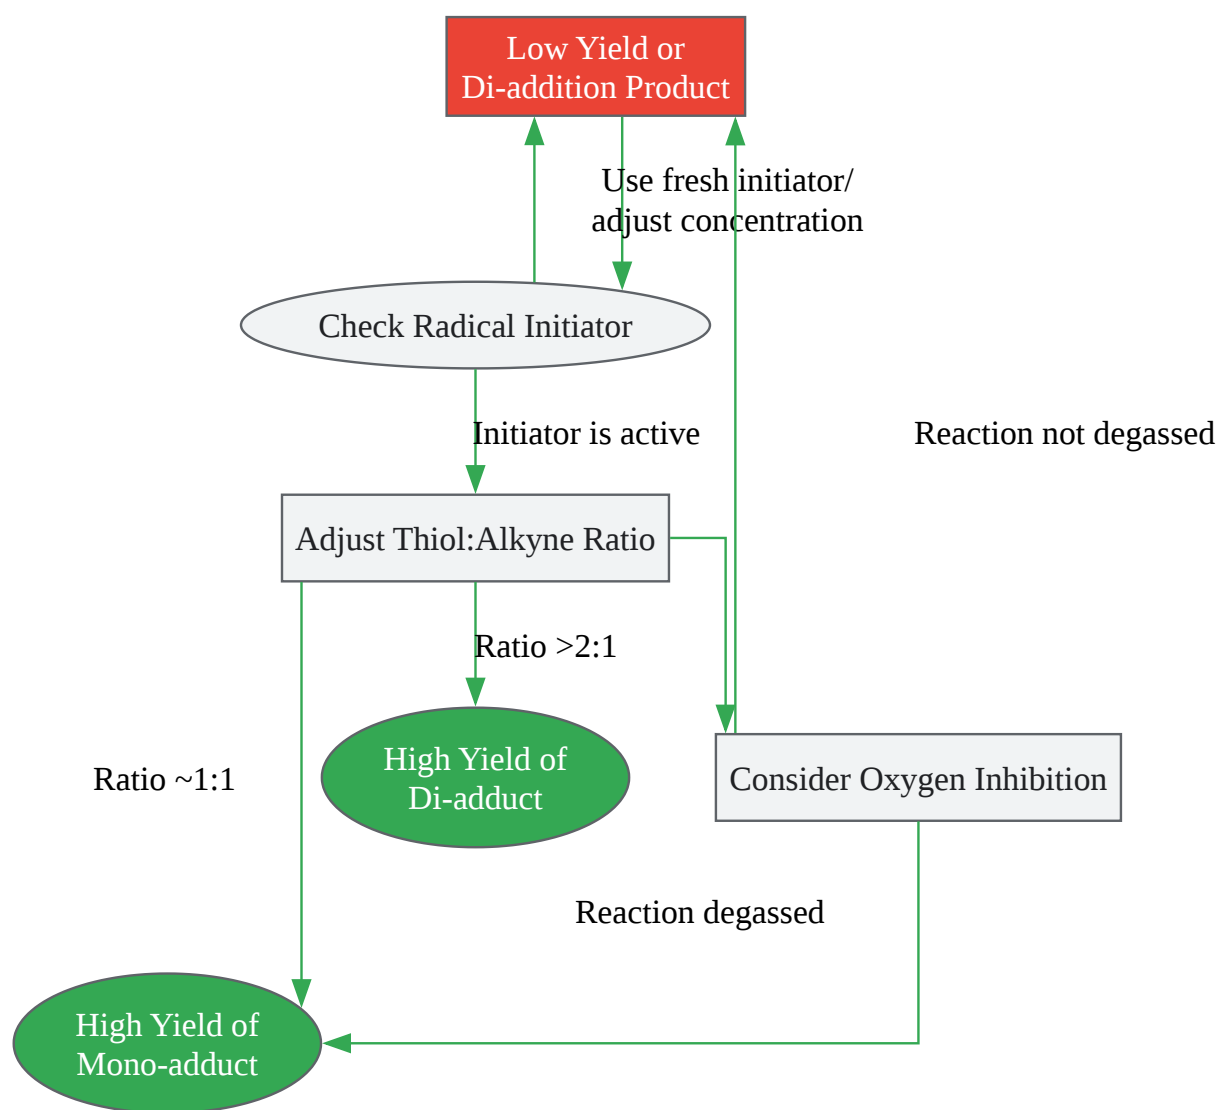 Low Yield or
Di-addition Product
Use fresh initiator/
adjust concentration
Check Radical Initiator
Initiator is active
Reaction not degassed
Adjust Thiol:Alkyne Ratio
Ratio >2:1
High Yield of
Di-adduct
Ratio ~1:1
Consider Oxygen Inhibition
Reaction degassed
High Yield of
Mono-adduct